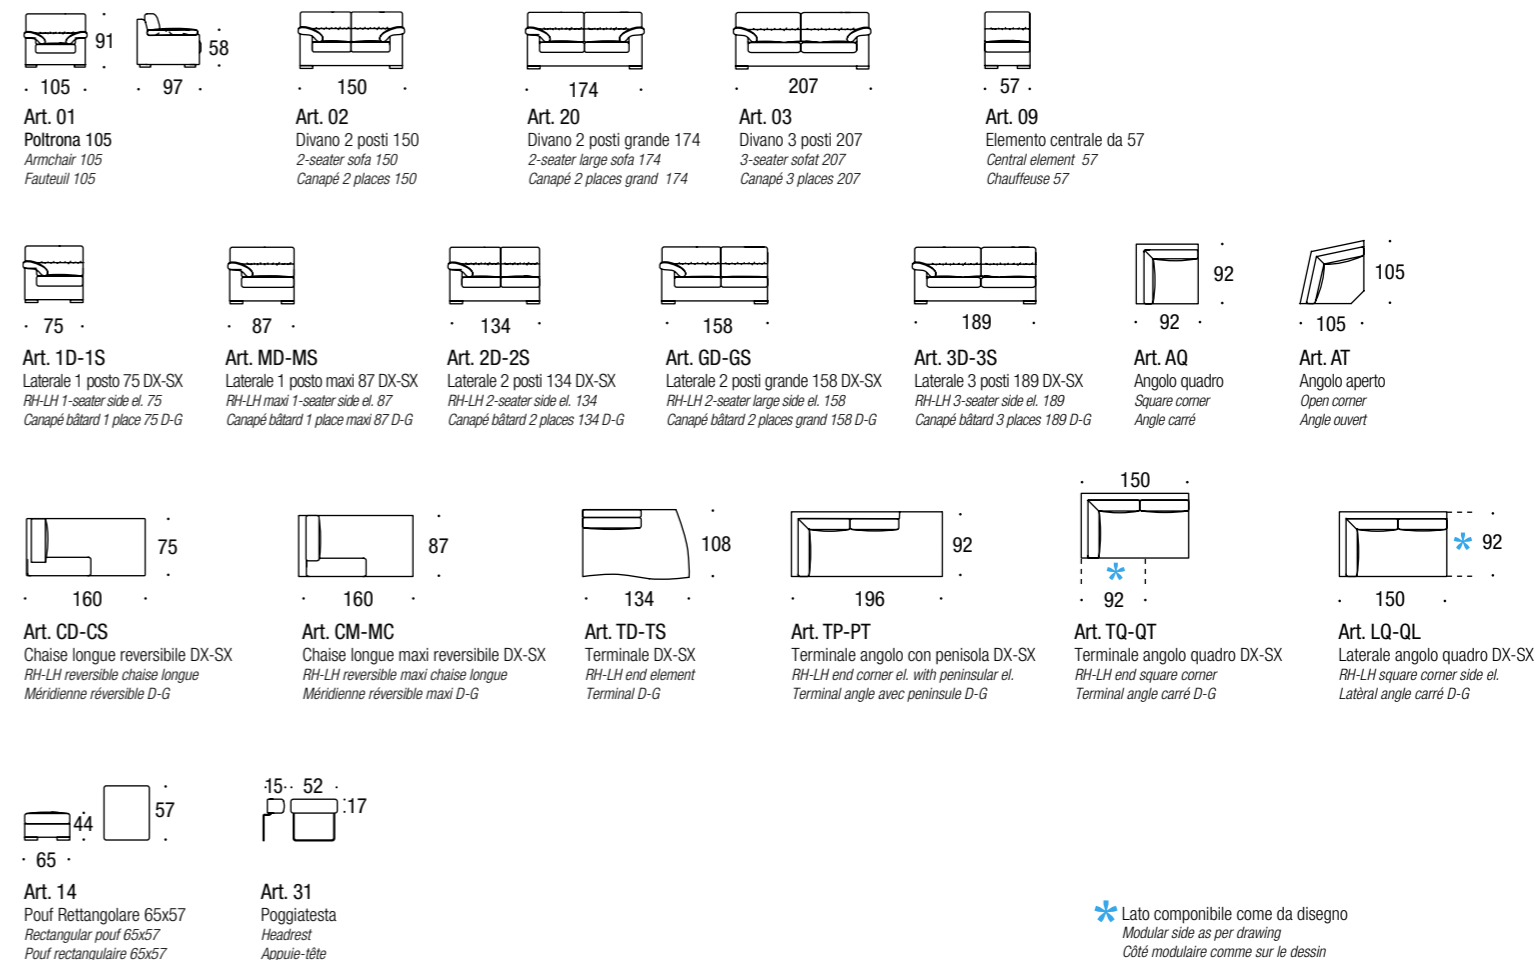 91
58
105
97
150
174
207
57
Art. 01
Poltrona 105
Armchair 105
Fauteuil 105
Art. 02
Divano 2 posti 150
2-seater sofa 150
Canapé 2 places 150
Art. 20
Divano 2 posti grande 174
2-seater large sofa 174
Canapé 2 places grand 174
Art. 03
Divano 3 posti 207
3-seater sofat 207
Canapé 3 places 207
Art. 09
Elemento centrale da 57
Central element 57
Chauffeuse 57
75
87
134
158
189
92
92
105
105
Art. 1D-1S
Laterale 1 posto 75 DX-SX
RH-LH 1-seater side el. 75
Canapé bâtard 1 place 75 D-G
Art. MD-MS
Laterale 1 posto maxi 87 DX-SX
RH-LH maxi 1-seater side el. 87
Canapé bâtard 1 place maxi 87 D-G
Art. 2D-2S
Laterale 2 posti 134 DX-SX
RH-LH 2-seater side el. 134
Canapé bâtard 2 places 134 D-G
Art. GD-GS
Laterale 2 posti grande 158 DX-SX
RH-LH 2-seater large side el. 158
Canapé bâtard 2 places grand 158 D-G
Art. 3D-3S
Laterale 3 posti 189 DX-SX
RH-LH 3-seater side el. 189
Canapé bâtard 3 places 189 D-G
Art. AQ
Angolo quadro
Square corner
Angle carré
Art. AT
Angolo aperto
Open corner
Angle ouvert
75
160
87
160
108
134
92
196
150
92
92
150
Art. CD-CS
Chaise longue reversibile DX-SX
RH-LH reversible chaise longue
Méridienne réversible D-G
Art. CM-MC
Chaise longue maxi reversibile DX-SX
RH-LH reversible maxi chaise longue
Méridienne réversible maxi D-G
Art. TD-TS
Terminale DX-SX
RH-LH end element
Terminal D-G
Art. TP-PT
Terminale angolo con penisola DX-SX
RH-LH end corner el. with peninsular el.
Terminal angle avec peninsule D-G
Art. TQ-QT
Terminale angolo quadro DX-SX
RH-LH end square corner
Terminal angle carré D-G
Art. LQ-QL
Laterale angolo quadro DX-SX
RH-LH square corner side el.
Latèral angle carré D-G
44
57
65
15
52
17
Art. 14
Pouf Rettangolare 65x57
Rectangular pouf 65x57
Pouf rectangulaire 65x57
Art. 31
Poggiatesta
Headrest
Appuie-tête
* Lato componibile come da disegno
Modular side as per drawing
Côté modulaire comme sur le dessin